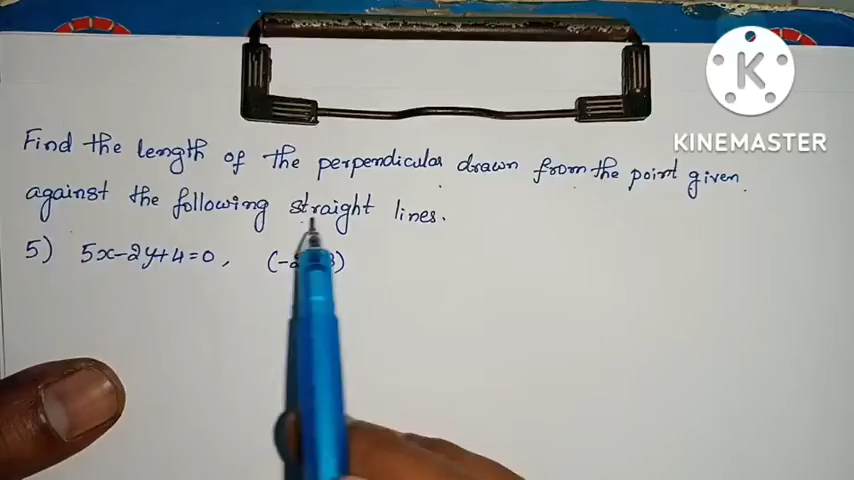 Find the length of the perpendicular drawn from the point given
against the following straight lines.
5) 5x-2y+4=0,
K
KINEMASTER